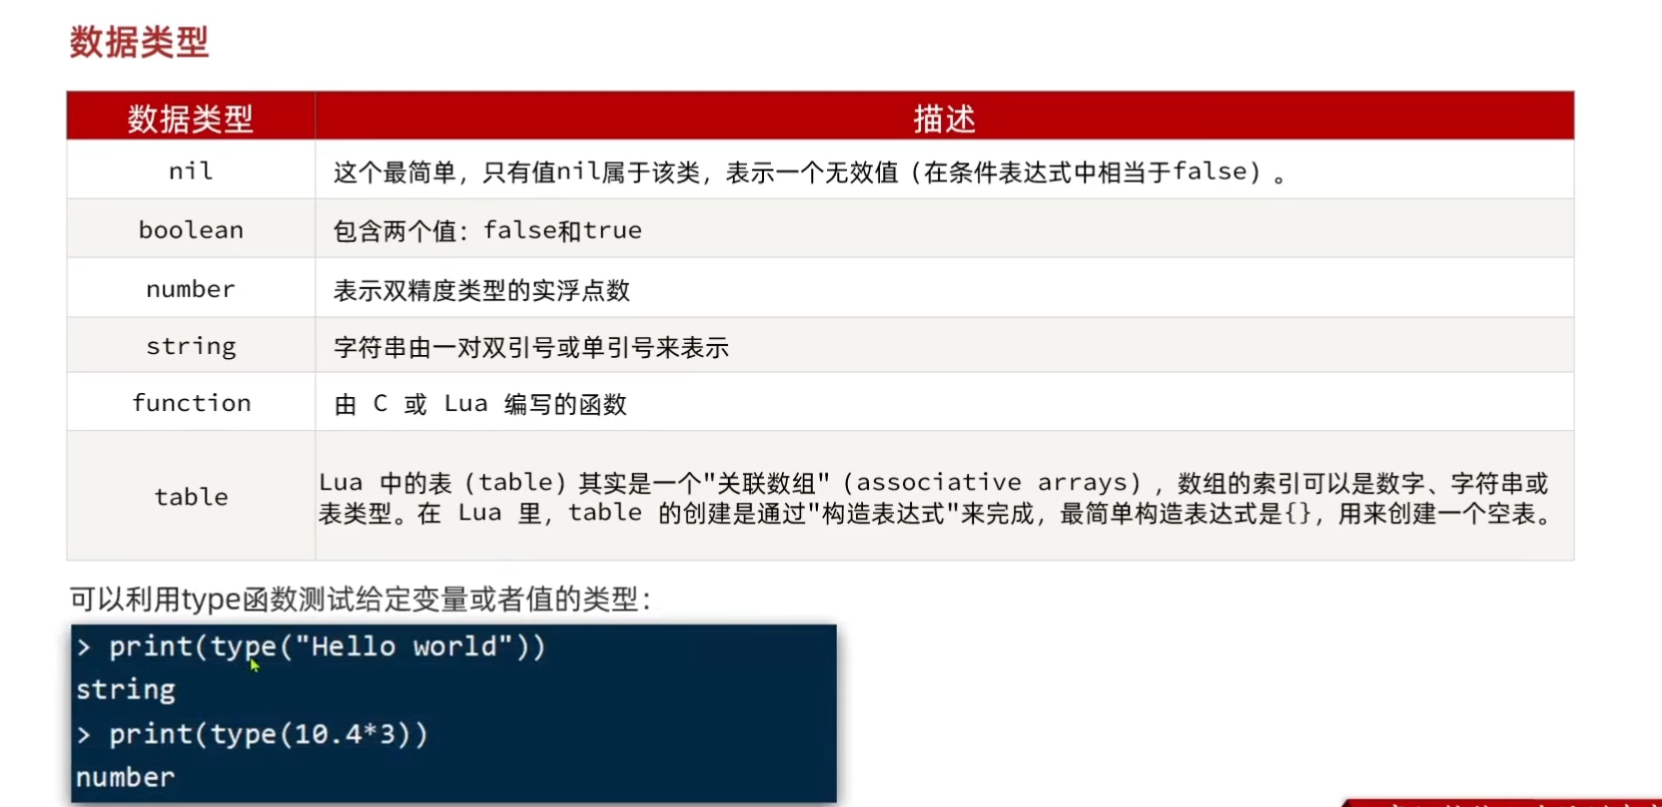 数据类型
数据类型 描述
nil 这个最简单，只有值nil属于该类，表示一个无效值（在条件表达式中相当于false）。
boolean 包含两个值：false和true
number 表示双精度类型的实浮点数
string 字符串由一对双引号或单引号来表示
function 由 C 或 Lua 编写的函数
table Lua 中的表（table）其实是一个"关联数组"（associative arrays），数组的索引可以是数字、字符串或
表类型。在 Lua 里，table 的创建是通过"构造表达式"来完成，最简单构造表达式是{}，用来创建一个空表。
可以利用type函数测试给定变量或者值的类型：
> print(type("Hello world"))
string
> print(type(10.4*3))
number